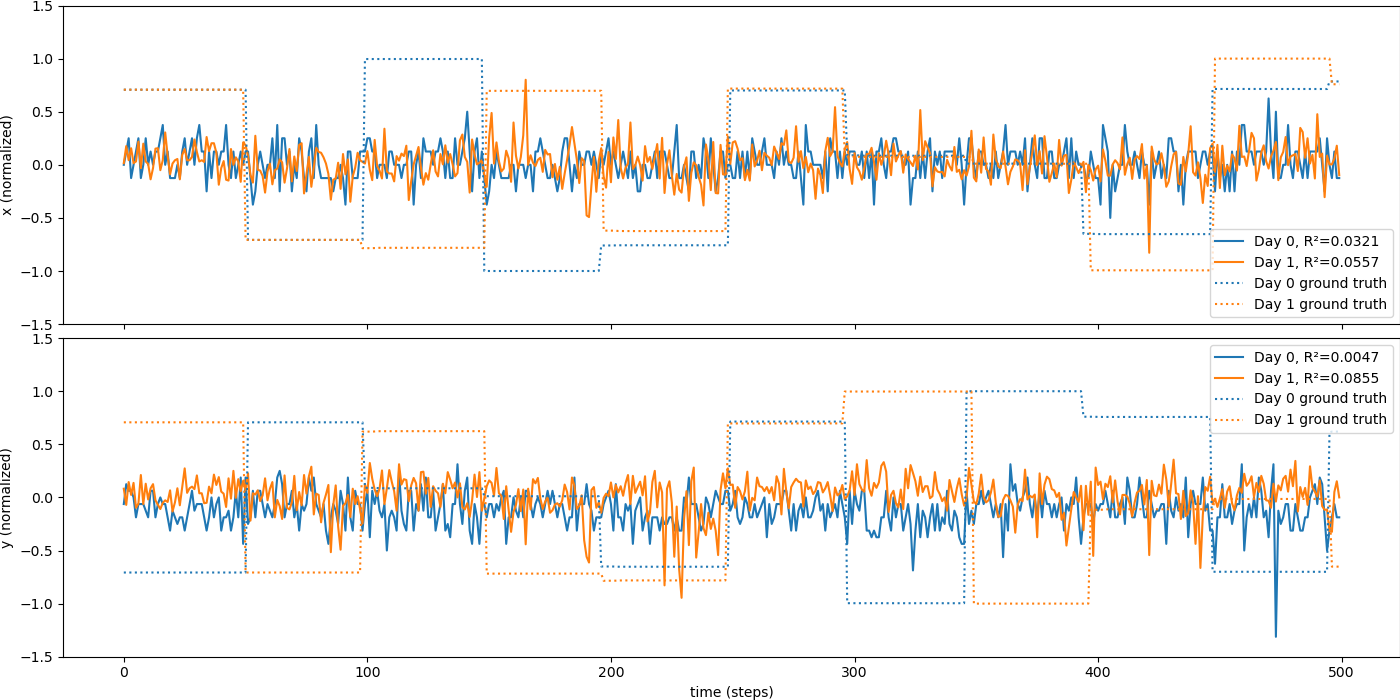 1.5
1.0
0.5
0.0
−0.5
−1.0
−1.5
x (normalized)
Day 0, R²=0.0321
Day 1, R²=0.0557
Day 0 ground truth
Day 1 ground truth
1.5
1.0
0.5
0.0
−0.5
−1.0
−1.5
y (normalized)
Day 0, R²=0.0047
Day 1, R²=0.0855
Day 0 ground truth
Day 1 ground truth
0 100 200 300 400 500
time (steps)